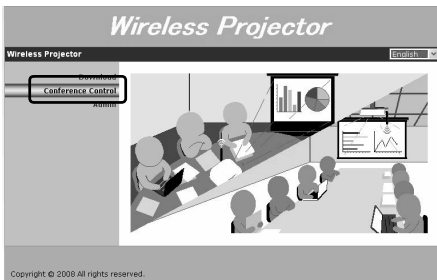 Wireless Projector
Wireless Projector
English
Download
Conference Control
Admin
Copyright © 2008 All rights reserved.